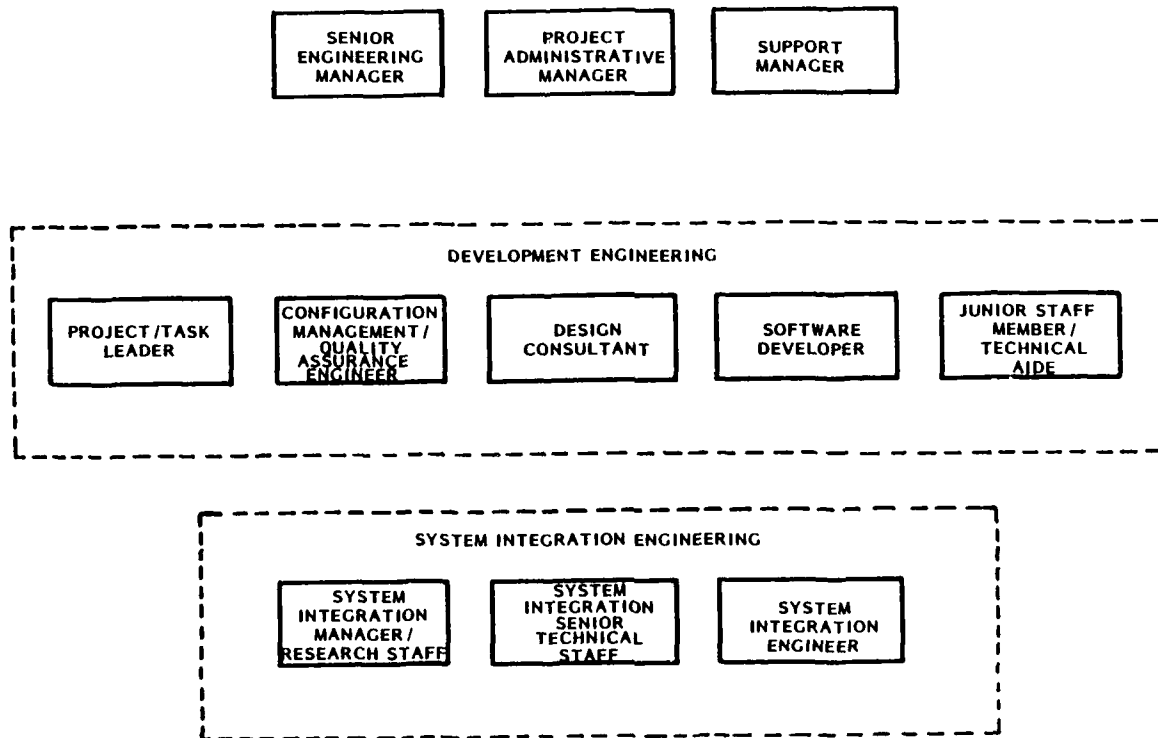 SENIOR
ENGINEERING
MANAGER
PROJECT
ADMINISTRATIVE
MANAGER
SUPPORT
MANAGER
DEVELOPMENT ENGINEERING
PROJECT/TASK
LEADER
CONFIGURATION
MANAGEMENT/
QUALITY
ASSURANCE
ENGINEER
DESIGN
CONSULTANT
SOFTWARE
DEVELOPER
JUNIOR STAFF
MEMBER/
TECHNICAL
AIDE
SYSTEM INTEGRATION ENGINEERING
SYSTEM
INTEGRATION
MANAGER/
RESEARCH STAFF
SYSTEM
INTEGRATION
SENIOR
TECHNICAL
STAFF
SYSTEM
INTEGRATION
ENGINEER